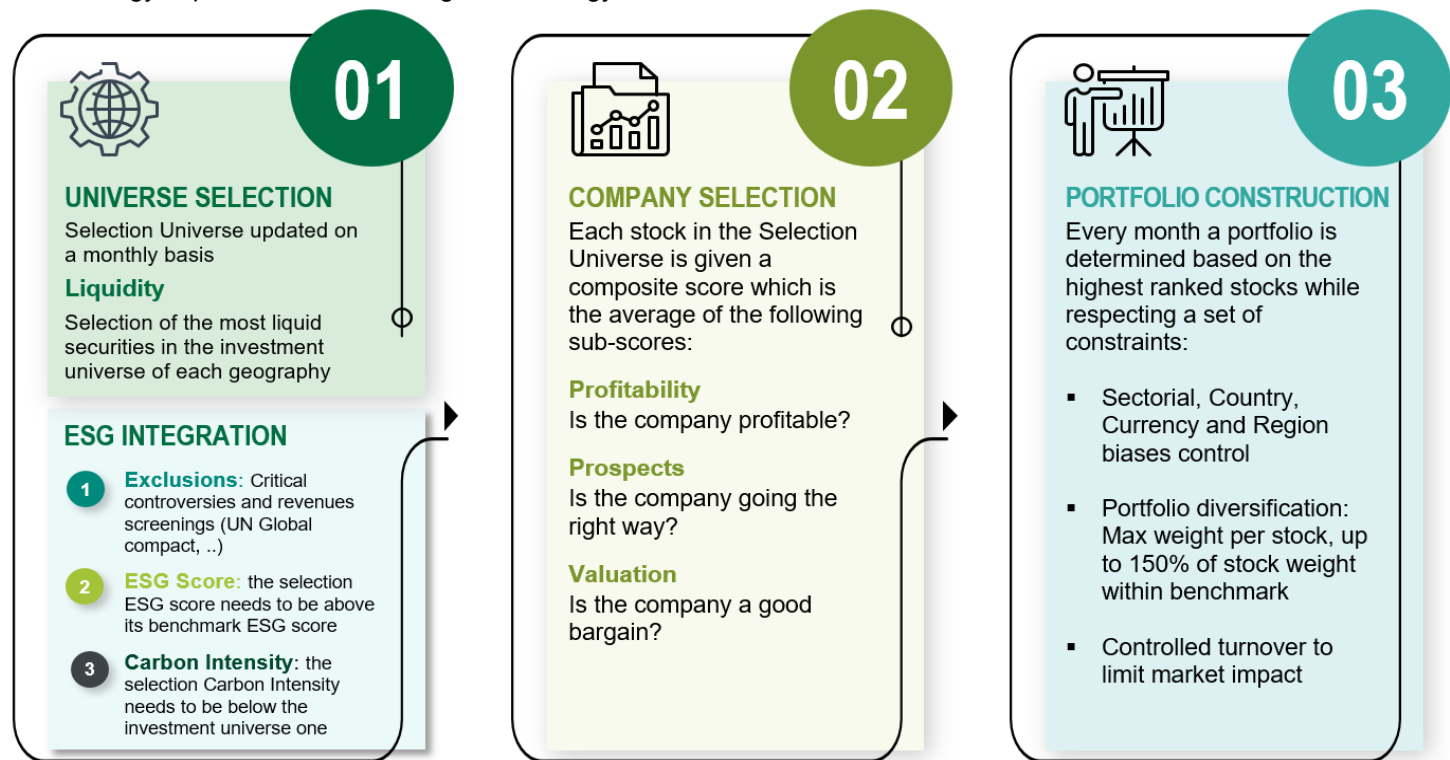 01
UNIVERSE SELECTION
Selection Universe updated on
a monthly basis
Liquidity
Selection of the most liquid
securities in the investment
universe of each geography
ESG INTEGRATION
1
Exclusions: Critical
controversies and revenues
screenings (UN Global
compact, ..)
2
ESG Score: the selection
ESG score needs to be above
its benchmark ESG score
3
Carbon Intensity: the
selection Carbon Intensity
needs to be below the
investment universe one
02
COMPANY SELECTION
Each stock in the Selection
Universe is given a
composite score which is
the average of the following
sub-scores:
Profitability
Is the company profitable?
Prospects
Is the company going the
right way?
Valuation
Is the company a good
bargain?
03
PORTFOLIO CONSTRUCTION
Every month a portfolio is
determined based on the
highest ranked stocks while
respecting a set of
constraints:
▪ Sectorial, Country,
Currency and Region
biases control
▪ Portfolio diversification:
Max weight per stock, up
to 150% of stock weight
within benchmark
▪ Controlled turnover to
limit market impact